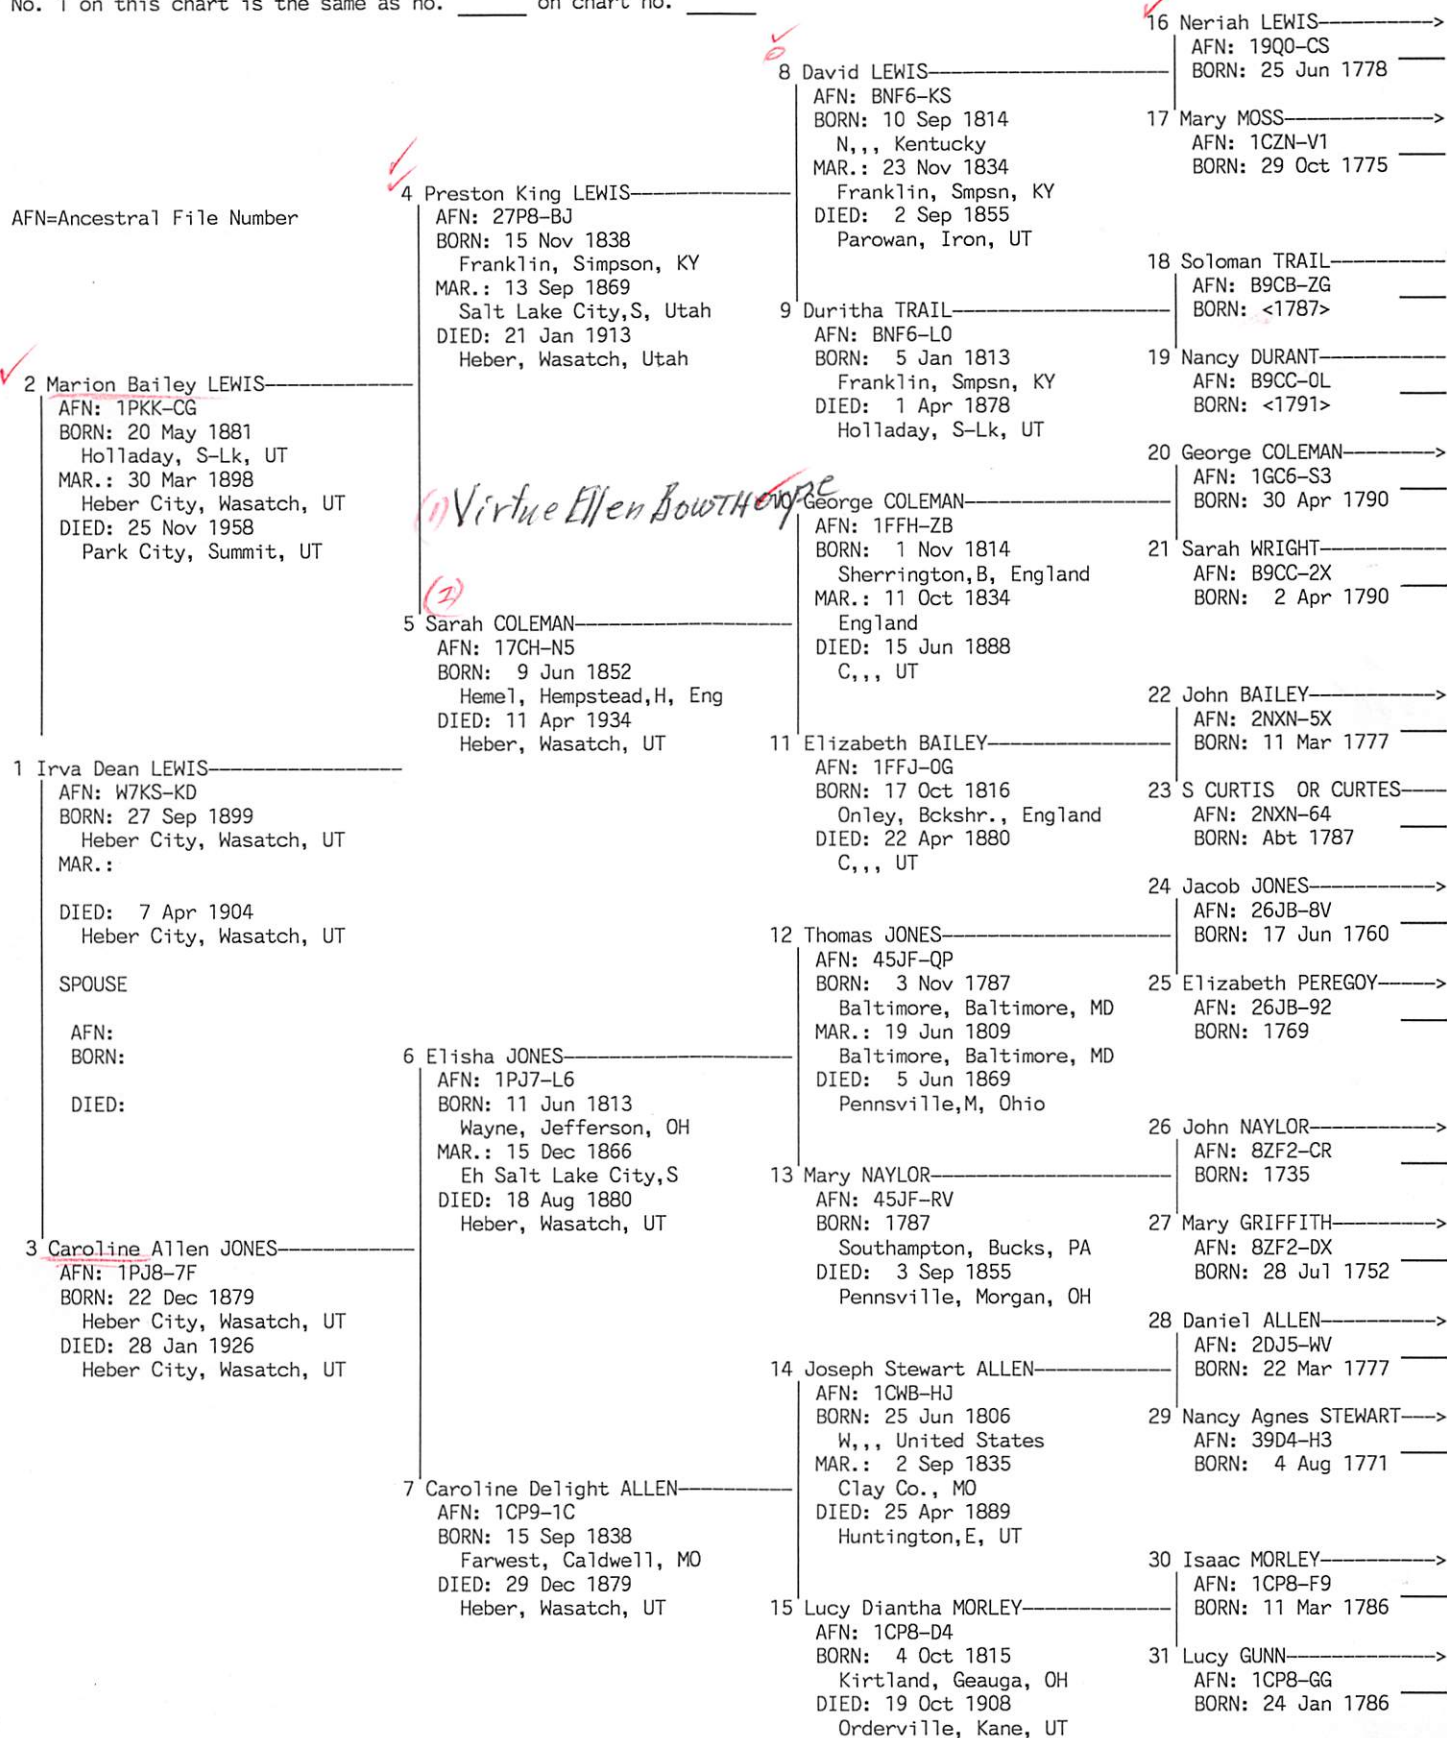 No. 1 on this chart is the same as no. ______ on chart no. ______
AFN=Ancestral File Number
1 Irva Dean LEWIS
AFN: W7KS-KD
BORN: 27 Sep 1899
Heber City, Wasatch, UT
MAR.:
DIED: 7 Apr 1904
Heber City, Wasatch, UT
SPOUSE
AFN:
BORN:
DIED:
2 Marion Bailey LEWIS
AFN: 1PKK-CG
BORN: 20 May 1881
Holladay, S-Lk, UT
MAR.: 30 Mar 1898
Heber City, Wasatch, UT
DIED: 25 Nov 1958
Park City, Summit, UT
3 Caroline Allen JONES
AFN: 1PJ8-7F
BORN: 22 Dec 1879
Heber City, Wasatch, UT
DIED: 28 Jan 1926
Heber City, Wasatch, UT
4 Preston King LEWIS
AFN: 27P8-BJ
BORN: 15 Nov 1838
Franklin, Simpson, KY
MAR.: 13 Sep 1869
Salt Lake City,S, Utah
DIED: 21 Jan 1913
Heber, Wasatch, Utah
(1) Virtue Ellen BowTHorpe
(2)
5 Sarah COLEMAN
AFN: 17CH-N5
BORN: 9 Jun 1852
Hemel, Hempstead,H, Eng
DIED: 11 Apr 1934
Heber, Wasatch, UT
6 Elisha JONES
AFN: 1PJ7-L6
BORN: 11 Jun 1813
Wayne, Jefferson, OH
MAR.: 15 Dec 1866
Eh Salt Lake City,S
DIED: 18 Aug 1880
Heber, Wasatch, UT
7 Caroline Delight ALLEN
AFN: 1CP9-1C
BORN: 15 Sep 1838
Farwest, Caldwell, MO
DIED: 29 Dec 1879
Heber, Wasatch, UT
8 David LEWIS
AFN: BNF6-KS
BORN: 10 Sep 1814
N,,, Kentucky
MAR.: 23 Nov 1834
Franklin, Smpsn, KY
DIED: 2 Sep 1855
Parowan, Iron, UT
9 Duritha TRAIL
AFN: BNF6-L0
BORN: 5 Jan 1813
Franklin, Smpsn, KY
DIED: 1 Apr 1878
Holladay, S-Lk, UT
10 George COLEMAN
AFN: 1FFH-ZB
BORN: 1 Nov 1814
Sherrington,B, England
MAR.: 11 Oct 1834
England
DIED: 15 Jun 1888
C,,, UT
11 Elizabeth BAILEY
AFN: 1FFJ-0G
BORN: 17 Oct 1816
Onley, Bckshr., England
DIED: 22 Apr 1880
C,,, UT
12 Thomas JONES
AFN: 45JF-QP
BORN: 3 Nov 1787
Baltimore, Baltimore, MD
MAR.: 19 Jun 1809
Baltimore, Baltimore, MD
DIED: 5 Jun 1869
Pennsville,M, Ohio
13 Mary NAYLOR
AFN: 45JF-RV
BORN: 1787
Southampton, Bucks, PA
DIED: 3 Sep 1855
Pennsville, Morgan, OH
14 Joseph Stewart ALLEN
AFN: 1CWB-HJ
BORN: 25 Jun 1806
W,,, United States
MAR.: 2 Sep 1835
Clay Co., MO
DIED: 25 Apr 1889
Huntington,E, UT
15 Lucy Diantha MORLEY
AFN: 1CP8-D4
BORN: 4 Oct 1815
Kirtland, Geauga, OH
DIED: 19 Oct 1908
Orderville, Kane, UT
16 Neriah LEWIS
AFN: 19Q0-CS
BORN: 25 Jun 1778
17 Mary MOSS
AFN: 1CZN-V1
BORN: 29 Oct 1775
18 Soloman TRAIL
AFN: B9CB-ZG
BORN: <1787>
19 Nancy DURANT
AFN: B9CC-0L
BORN: <1791>
20 George COLEMAN
AFN: 1GC6-S3
BORN: 30 Apr 1790
21 Sarah WRIGHT
AFN: B9CC-2X
BORN: 2 Apr 1790
22 John BAILEY
AFN: 2NXN-5X
BORN: 11 Mar 1777
23 S CURTIS OR CURTES
AFN: 2NXN-64
BORN: Abt 1787
24 Jacob JONES
AFN: 26JB-8V
BORN: 17 Jun 1760
25 Elizabeth PEREGOY
AFN: 26JB-92
BORN: 1769
26 John NAYLOR
AFN: 8ZF2-CR
BORN: 1735
27 Mary GRIFFITH
AFN: 8ZF2-DX
BORN: 28 Jul 1752
28 Daniel ALLEN
AFN: 2DJ5-WV
BORN: 22 Mar 1777
29 Nancy Agnes STEWART
AFN: 39D4-H3
BORN: 4 Aug 1771
30 Isaac MORLEY
AFN: 1CP8-F9
BORN: 11 Mar 1786
31 Lucy GUNN
AFN: 1CP8-GG
BORN: 24 Jan 1786